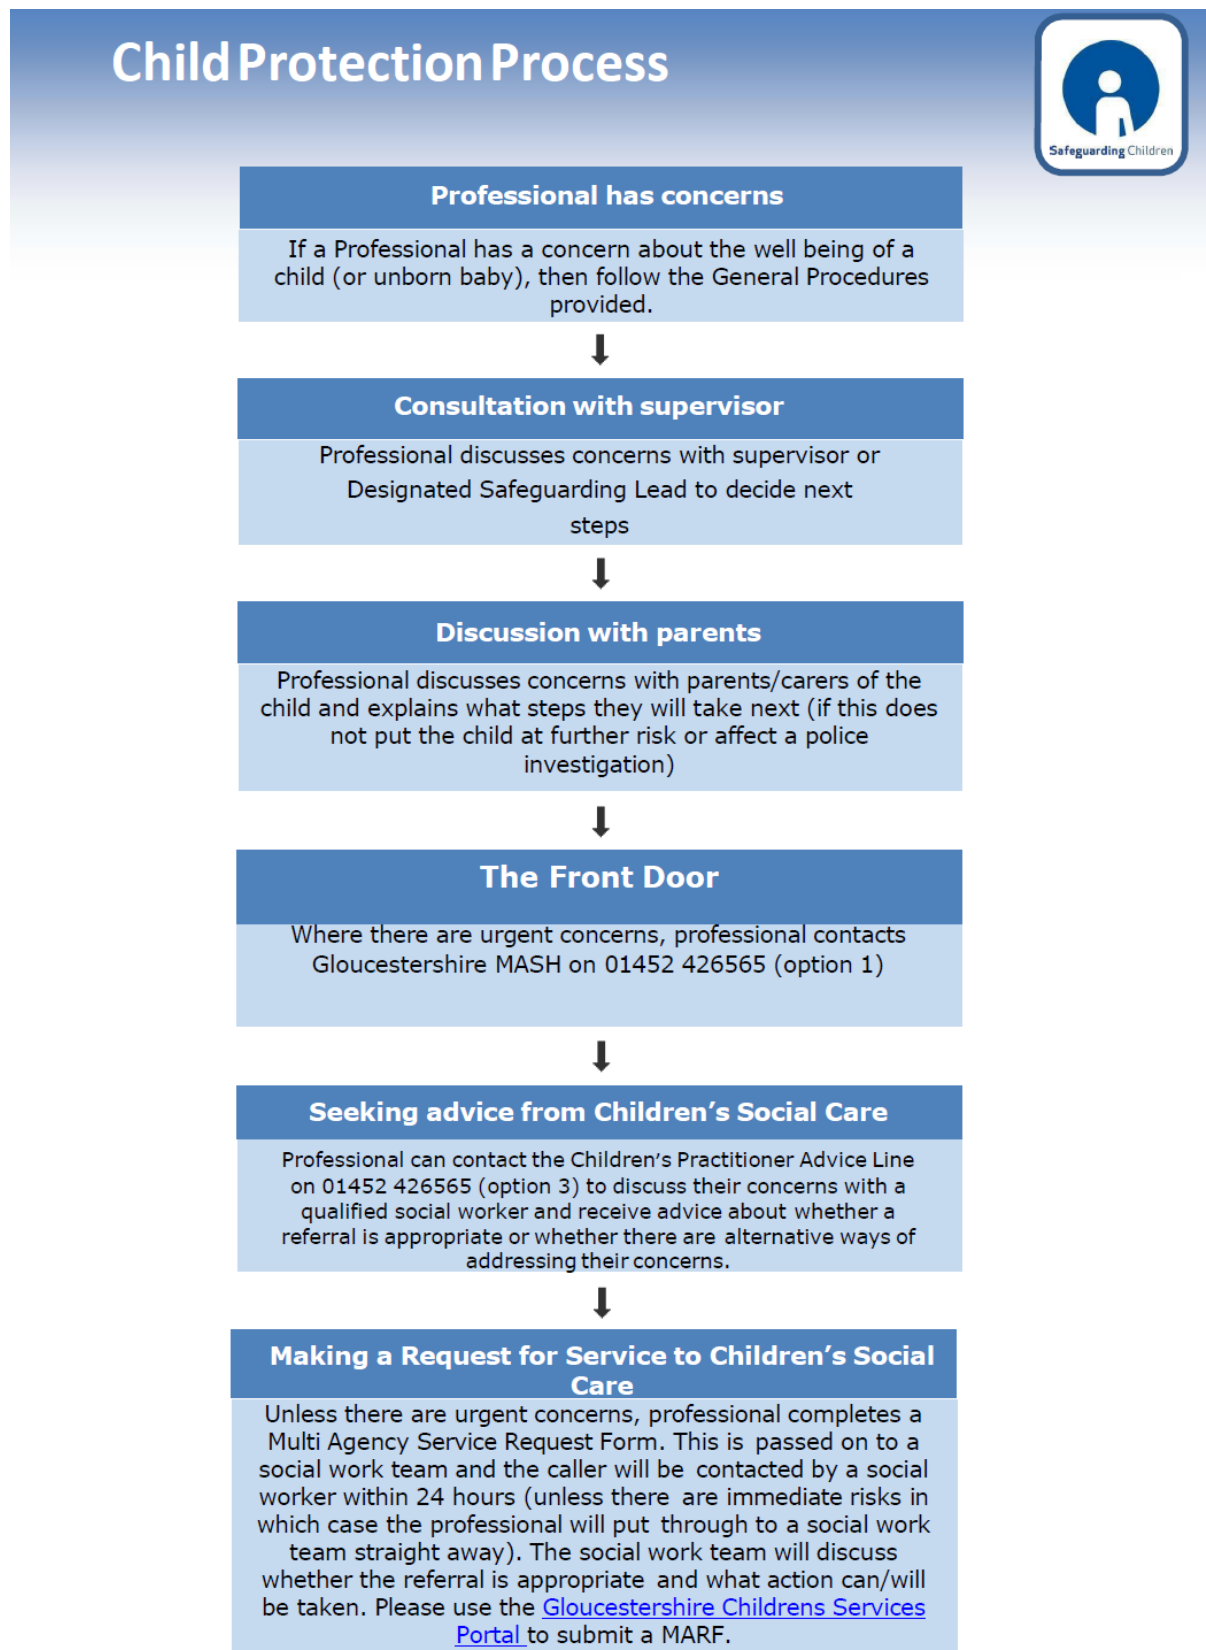 Child Protection Process
Safeguarding Children
Professional has concerns
If a Professional has a concern about the well being of a
child (or unborn baby), then follow the General Procedures
provided.
Consultation with supervisor
Professional discusses concerns with supervisor or
Designated Safeguarding Lead to decide next
steps
Discussion with parents
Professional discusses concerns with parents/carers of the
child and explains what steps they will take next (if this does
not put the child at further risk or affect a police
investigation)
The Front Door
Where there are urgent concerns, professional contacts
Gloucestershire MASH on 01452 426565 (option 1)
Seeking advice from Children’s Social Care
Professional can contact the Children’s Practitioner Advice Line
on 01452 426565 (option 3) to discuss their concerns with a
qualified social worker and receive advice about whether a
referral is appropriate or whether there are alternative ways of
addressing their concerns.
Making a Request for Service to Children’s Social
Care
Unless there are urgent concerns, professional completes a
Multi Agency Service Request Form. This is passed on to a
social work team and the caller will be contacted by a social
worker within 24 hours (unless there are immediate risks in
which case the professional will put through to a social work
team straight away). The social work team will discuss
whether the referral is appropriate and what action can/will
be taken. Please use the Gloucestershire Childrens Services
Portal to submit a MARF.